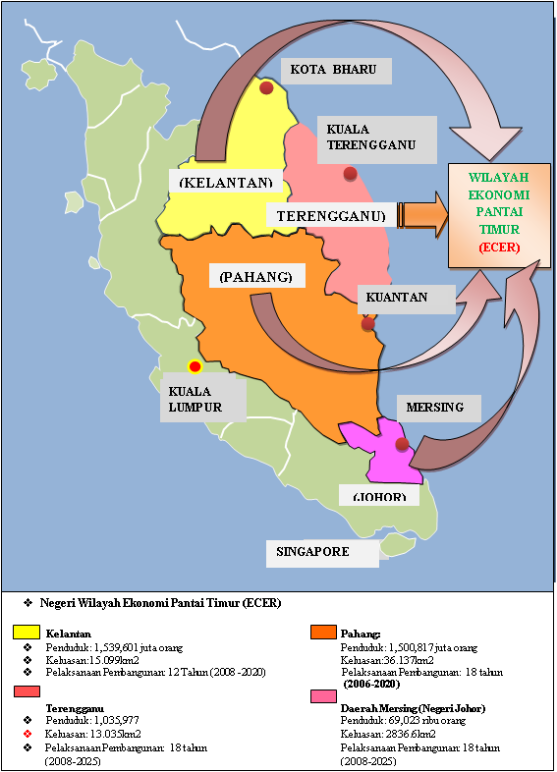 KOTA BHARU
KUALA
TERENGGANU
(KELANTAN)
WILAYAH
EKONOMI
PANTAI
TIMUR
(ECER)
TERENGGANU)
(PAHANG)
KUANTAN
KUALA
LUMPUR
MERSING
(JOHOR)
SINGAPORE
❖ Negeri Wilayah Ekonomi Pantai Timur (ECER)
Kelantan
❖ Penduduk: 1,539,601 juta orang
❖ Keluasan: 15.099km2
❖ Pelaksanaan Pembangunan: 12 Tahun (2008 -2020)
Terengganu
❖ Penduduk: 1,035,977
❖ Keluasan: 13.035km2
❖ Pelaksanaan Pembangunan: 18 tahun
(2008-2025)
Pahang:
Penduduk: 1,500,817 juta orang
Keluasan:36.137km2
Pelaksanaan Pembangunan: 18 tahun
(2006-2020)
Daerah Mersing (Negeri Johor)
Penduduk: 69,023 ribu orang
Keluasan: 2836.6km2
Pelaksanaan Pembangunan: 18 tahun
(2008-2025)